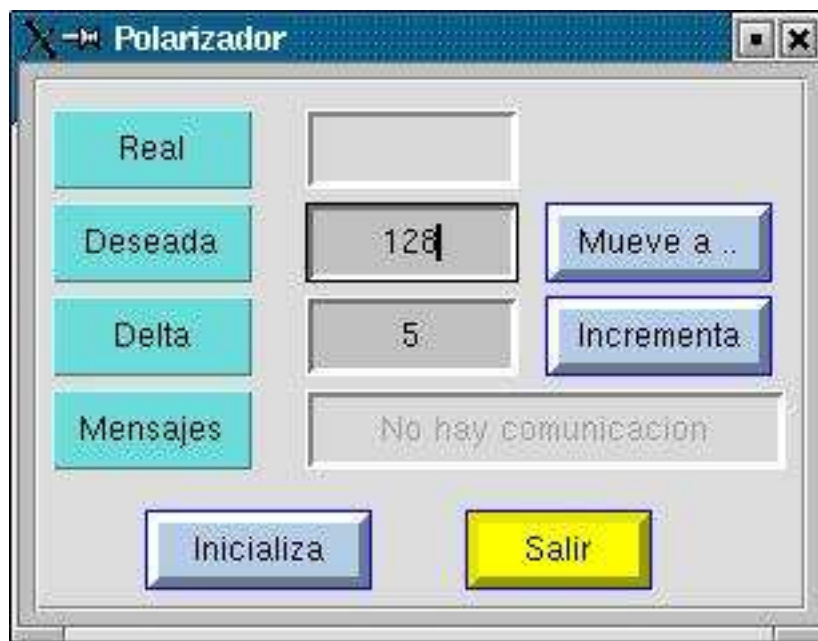 Polarizador
Real
Deseada 128 Mueve a ..
Delta 5 Incrementa
Mensajes No hay comunicacion
Inicializa Salir